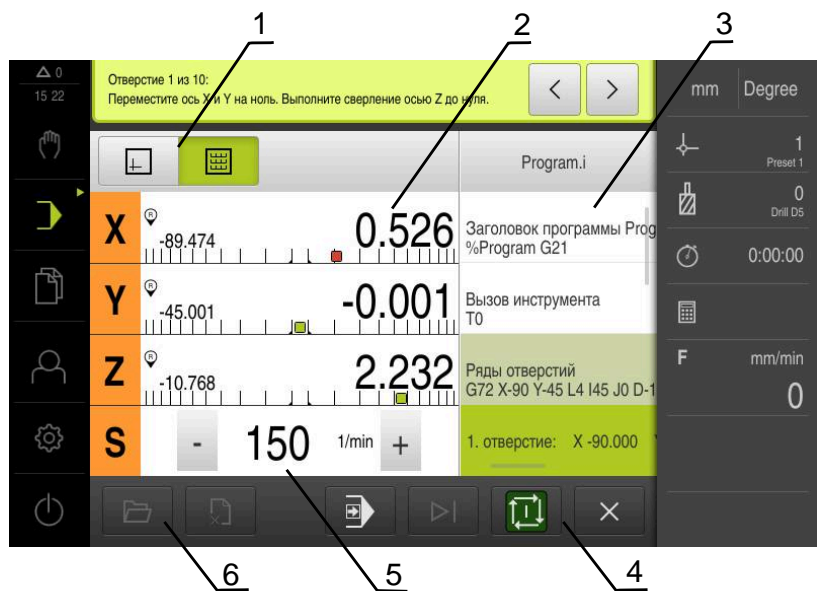 1
2
3
0
15 22
Отверстие 1 из 10:
Переместите ось X и Y на ноль. Выполните сверление осью Z до нуля.
<
>
mm
Degree
Program.i
1
Preset 1
X
R
-89.474
0.526
Заголовок программы Prog
%Program G21
0
Drill D5
0:00:00
Y
R
-45.001
-0.001
Вызов инструмента
T0
Z
R
-10.768
2.232
Ряды отверстий
G72 X-90 Y-45 L4 I45 J0 D-1
F
mm/min
0
S
-
150
1/min
+
1. отверстие: X -90.000
6
5
4